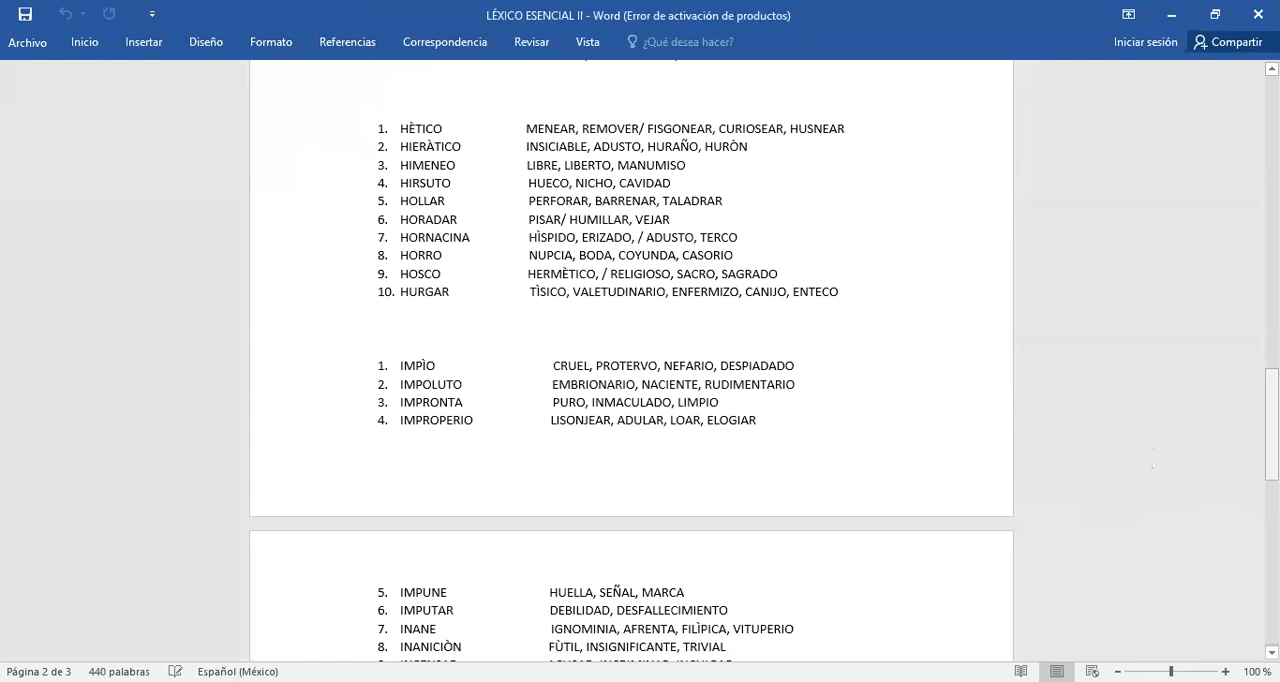 LÉXICO ESENCIAL II - Word (Error de activación de productos)
Archivo Inicio Insertar Diseño Formato Referencias Correspondencia Revisar Vista ¿Qué desea hacer? Iniciar sesión Compartir
1. HÈTICO MENEAR, REMOVER/ FISGONEAR, CURIOSEAR, HUSNEAR
2. HIERÀTICO INSICIABLE, ADUSTO, HURAÑO, HURÒN
3. HIMENEO LIBRE, LIBERTO, MANUMISO
4. HIRSUTO HUECO, NICHO, CAVIDAD
5. HOLLAR PERFORAR, BARRENAR, TALADRAR
6. HORADAR PISAR/ HUMILLAR, VEJAR
7. HORNACINA HÌSPIDO, ERIZADO, / ADUSTO, TERCO
8. HORRO NUPCIA, BODA, COYUNDA, CASORIO
9. HOSCO HERMÈTICO, / RELIGIOSO, SACRO, SAGRADO
10. HURGAR TÌSICO, VALETUDINARIO, ENFERMIZO, CANIJO, ENTECO
1. IMPÌO CRUEL, PROTERVO, NEFARIO, DESPIADADO
2. IMPOLUTO EMBRIONARIO, NACIENTE, RUDIMENTARIO
3. IMPRONTA PURO, INMACULADO, LIMPIO
4. IMPROPERIO LISONJEAR, ADULAR, LOAR, ELOGIAR
5. IMPUNE HUELLA, SEÑAL, MARCA
6. IMPUTAR DEBILIDAD, DESFALLECIMIENTO
7. INANE IGNOMINIA, AFRENTA, FILÌPICA, VITUPERIO
8. INANICIÒN FÙTIL, INSIGNIFICANTE, TRIVIAL
Página 2 de 3 440 palabras Español (México) 100 %